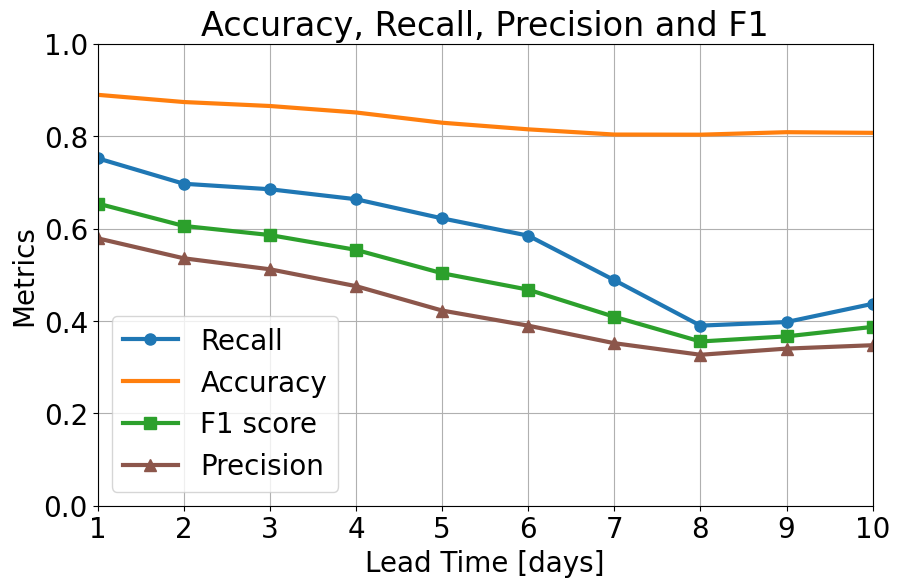 Accuracy, Recall, Precision and F1
1.0
0.8
0.6
0.4
0.2
0.0
Metrics
Recall
Accuracy
F1 score
Precision
1 2 3 4 5 6 7 8 9 10
Lead Time [days]